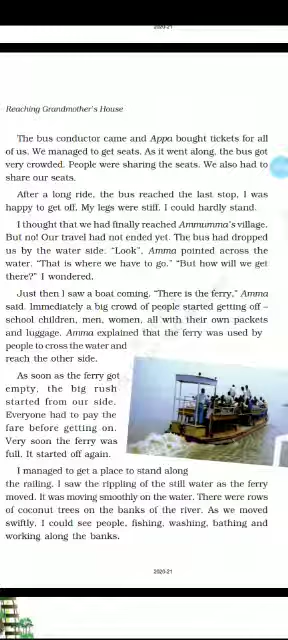 2020-21
Reaching Grandmother's House
The bus conductor came and Appa bought tickets for all
of us. We managed to get seats. As it went along, the bus got
very crowded. People were sharing the seats. We also had to
share our seats.
After a long ride, the bus reached the last stop, I was
happy to get off. My legs were stiff. I could hardly stand.
I thought that we had finally reached Ammumma's village.
But no! Our travel had not ended yet. The bus had dropped
us by the water side. "Look", Amma pointed across the
water. "That is where we have to go." "But how will we get
there?" I wondered.
Just then I saw a boat coming. "There is the ferry," Amma
said. Immediately a big crowd of people started getting off –
school children, men, women, all with their own packets
and luggage. Amma explained that the ferry was used by
people to cross the water and
reach the other side.
As soon as the ferry got
empty, the big rush
started from our side.
Everyone had to pay the
fare before getting on.
Very soon the ferry was
full. It started off again.
I managed to get a place to stand along
the railing. I saw the rippling of the still water as the ferry
moved. It was moving smoothly on the water. There were rows
of coconut trees on the banks of the river. As we moved
swiftly, I could see people, fishing, washing, bathing and
working along the banks.
2020-21